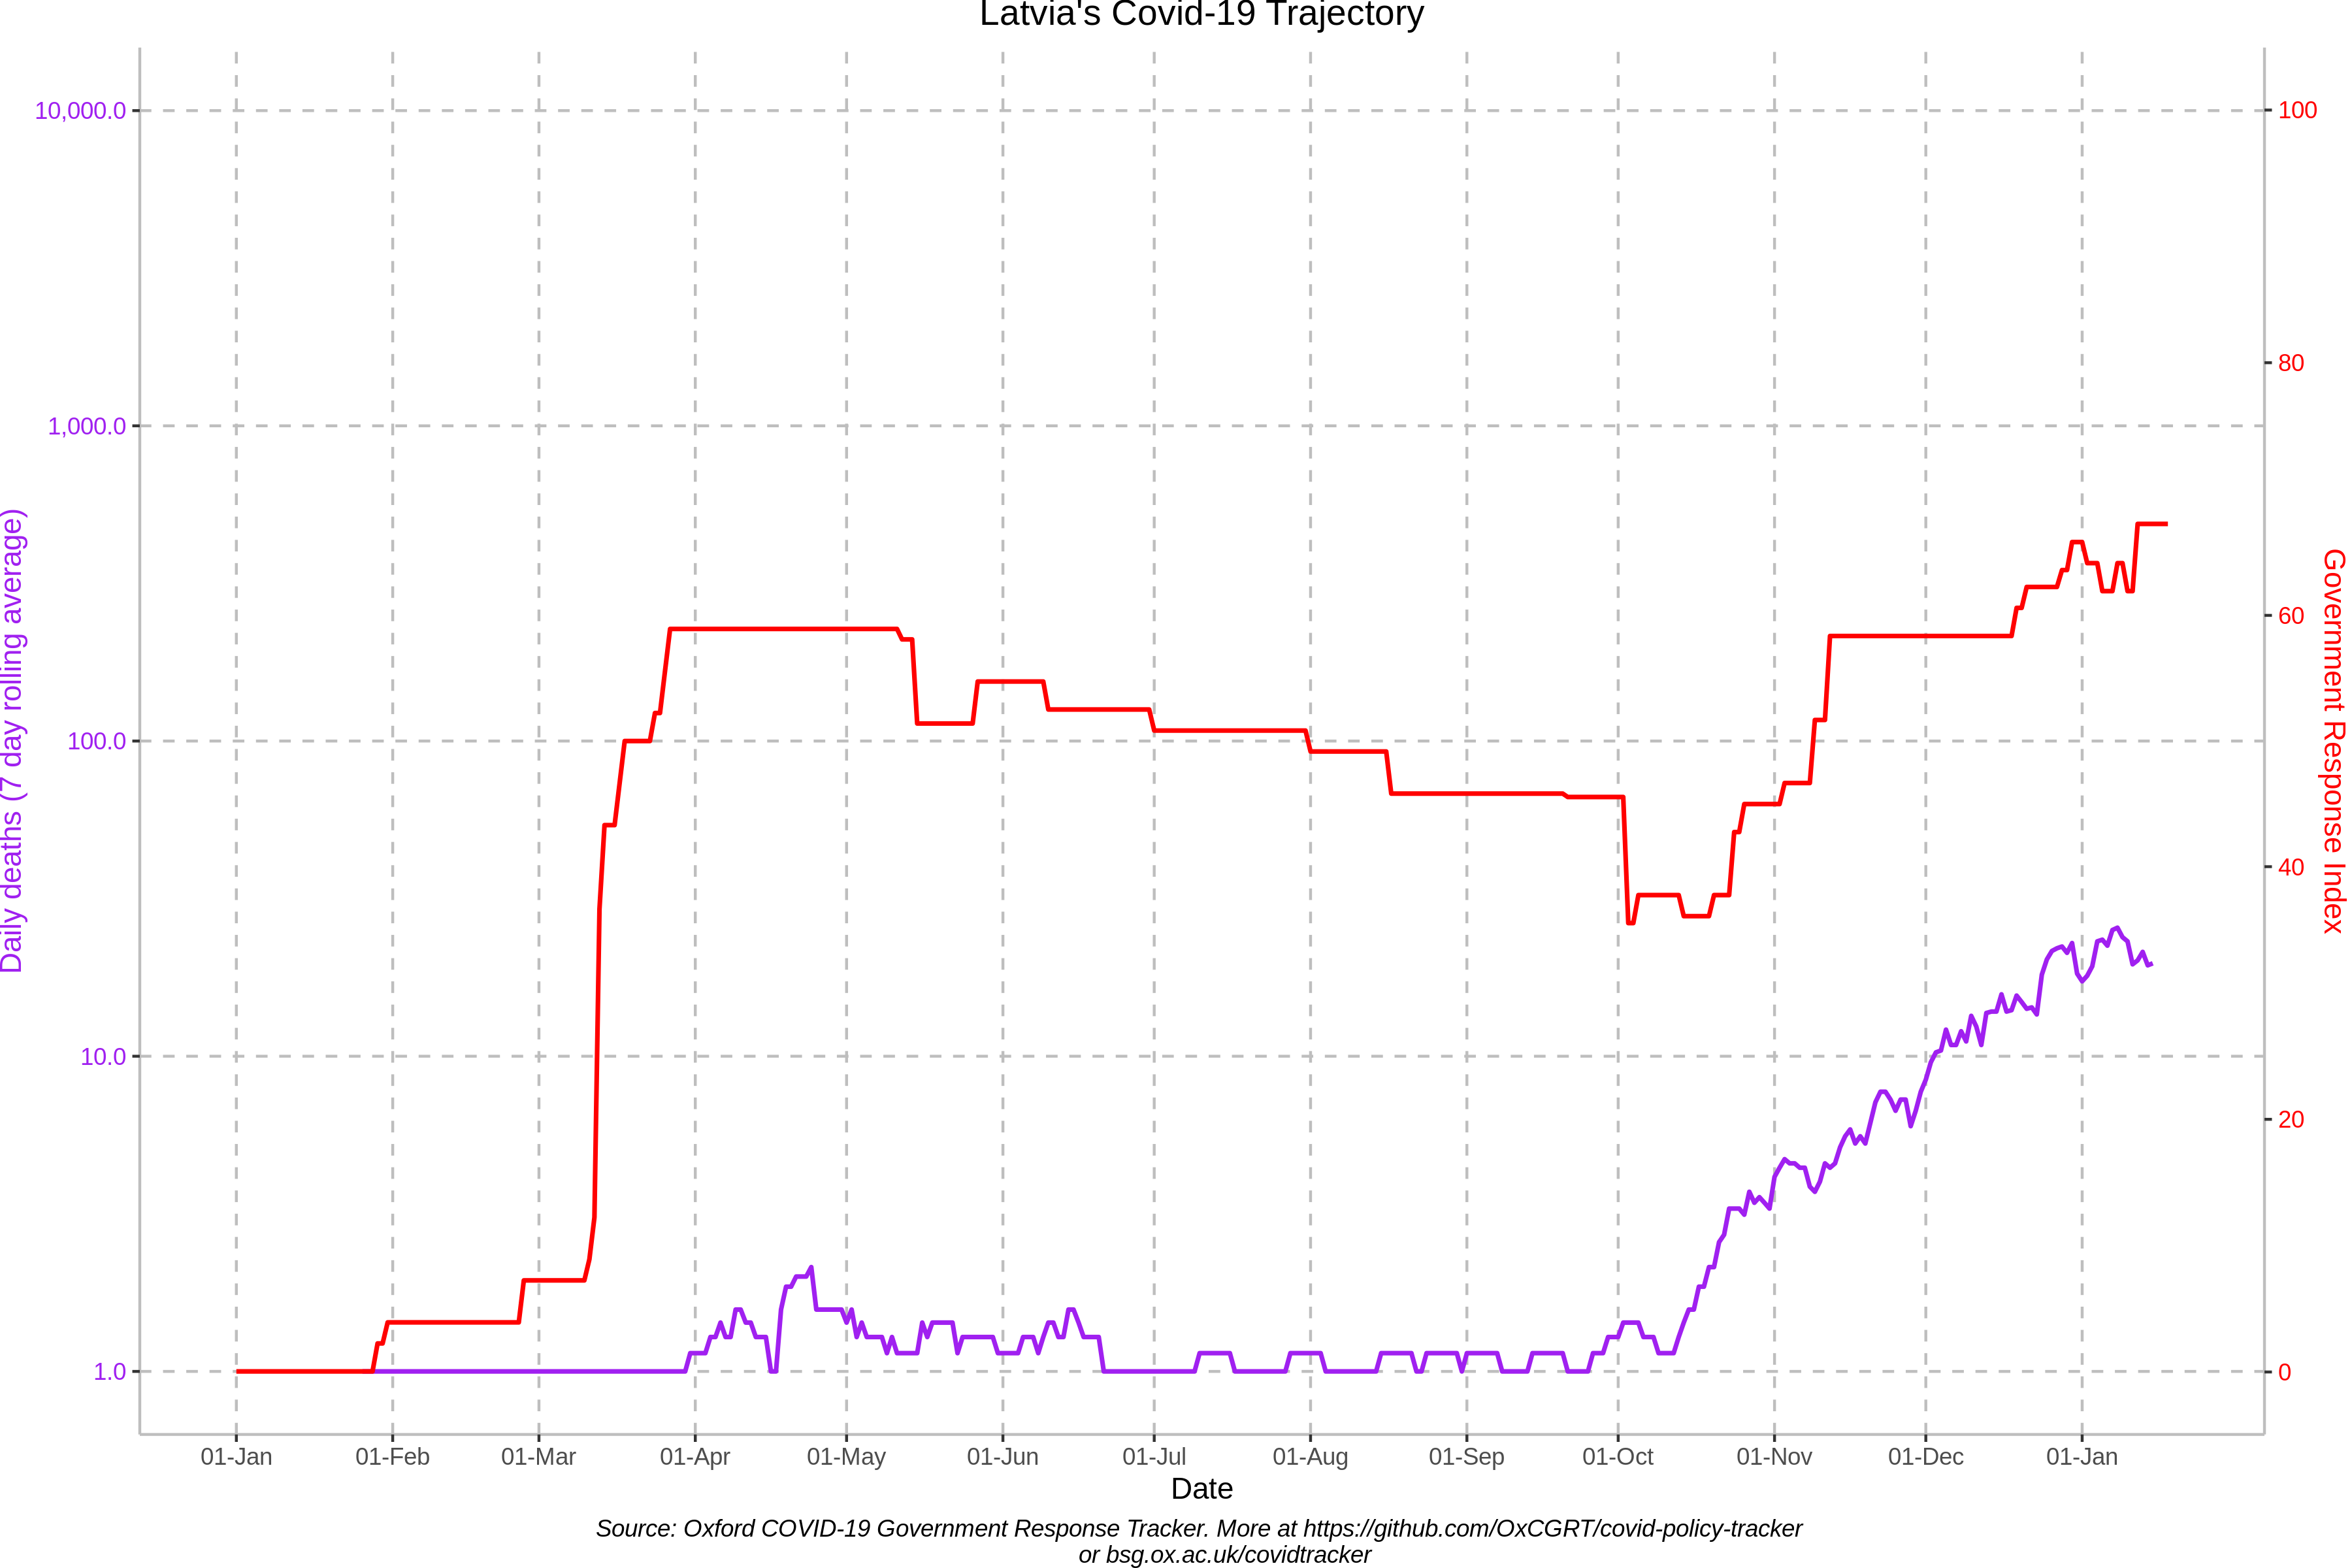 Latvia's Covid-19 Trajectory
10,000.0
1,000.0
100.0
10.0
1.0
Daily deaths (7 day rolling average)
100
80
60
40
20
0
Government Response Index
01-Jan 01-Feb 01-Mar 01-Apr 01-May 01-Jun 01-Jul 01-Aug 01-Sep 01-Oct 01-Nov 01-Dec 01-Jan
Date
Source: Oxford COVID-19 Government Response Tracker. More at https://github.com/OxCGRT/covid-policy-tracker
or bsg.ox.ac.uk/covidtracker